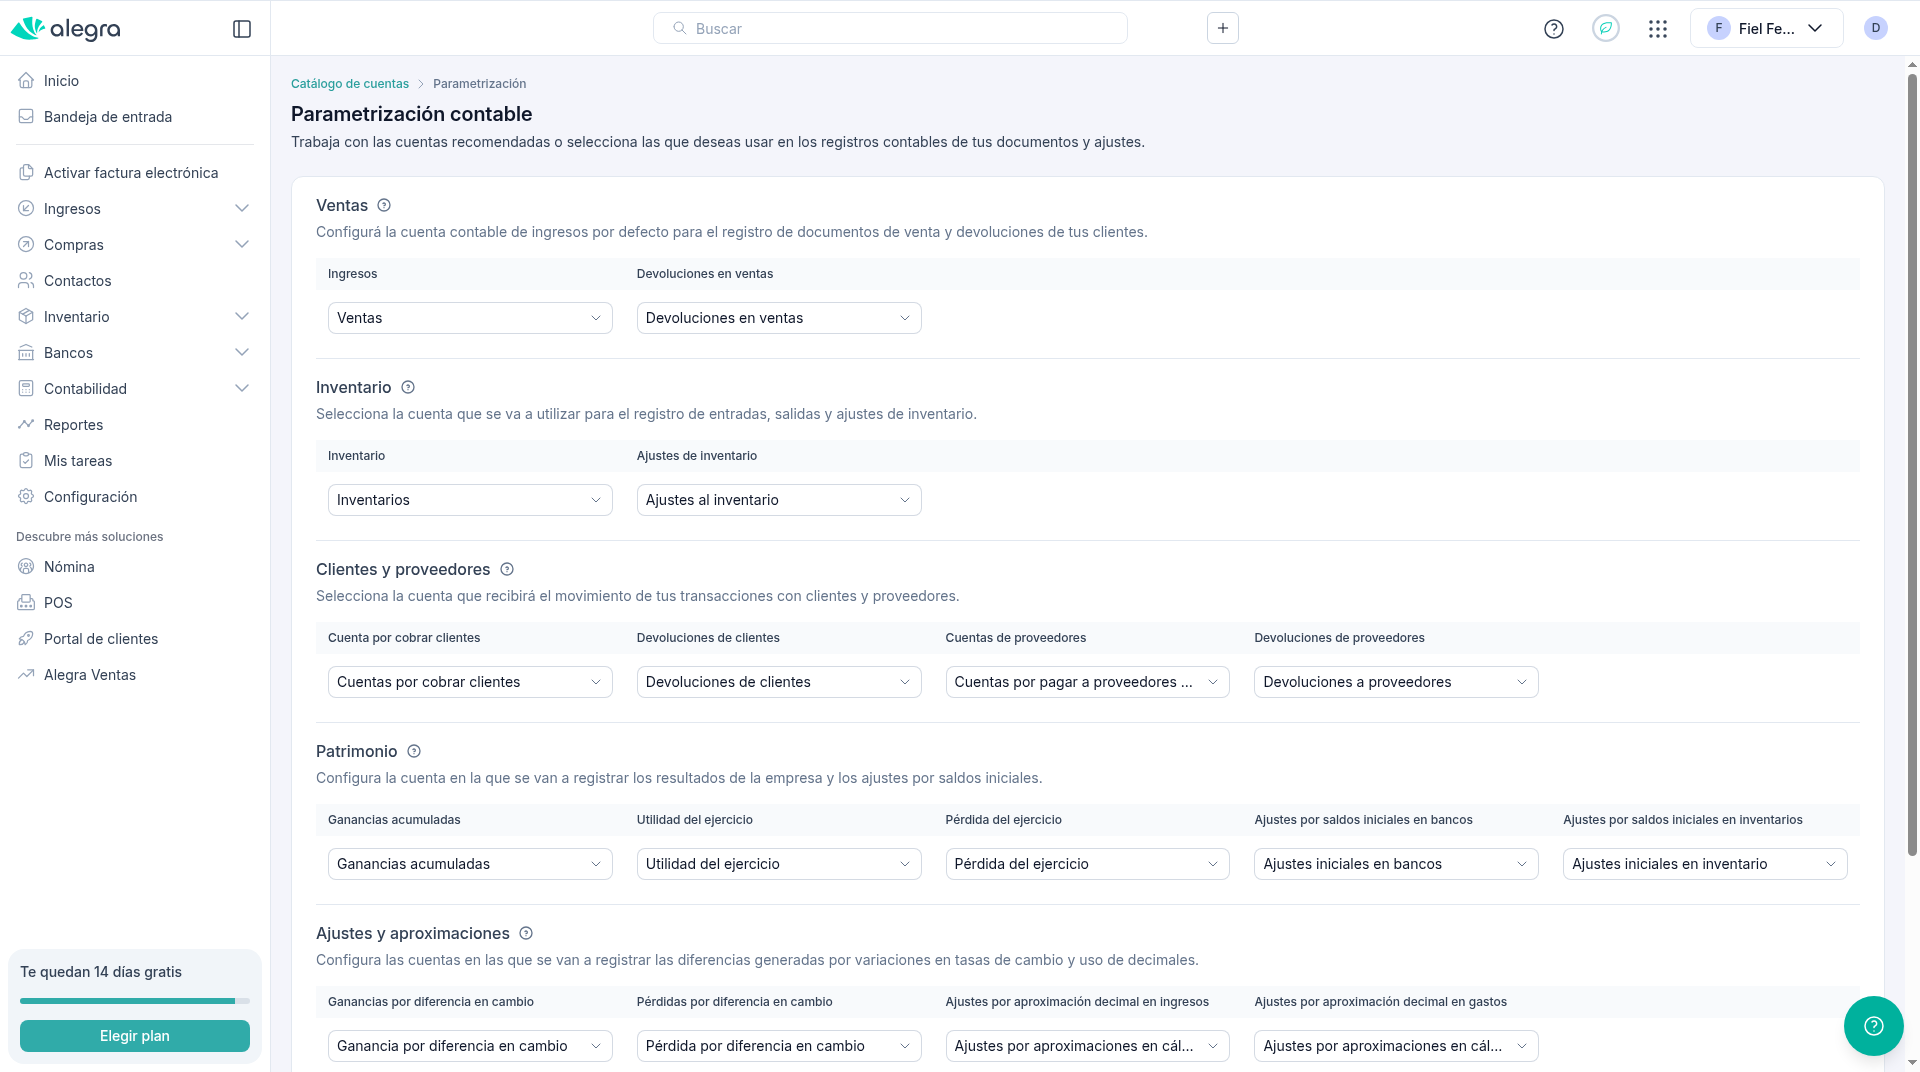 alegra
Buscar
F
Fiel Fe...
D
Inicio
Bandeja de entrada
Activar factura electrónica
Ingresos
Compras
Contactos
Inventario
Bancos
Contabilidad
Reportes
Mis tareas
Configuración
Descubre más soluciones
Nómina
POS
Portal de clientes
Alegra Ventas
Te quedan 14 días gratis
Elegir plan
Catálogo de cuentas > Parametrización
Parametrización contable
Trabaja con las cuentas recomendadas o selecciona las que deseas usar en los registros contables de tus documentos y ajustes.
Ventas
Configurá la cuenta contable de ingresos por defecto para el registro de documentos de venta y devoluciones de tus clientes.
Ingresos Devoluciones en ventas
Ventas Devoluciones en ventas
Inventario
Selecciona la cuenta que se va a utilizar para el registro de entradas, salidas y ajustes de inventario.
Inventario Ajustes de inventario
Inventarios Ajustes al inventario
Clientes y proveedores
Selecciona la cuenta que recibirá el movimiento de tus transacciones con clientes y proveedores.
Cuenta por cobrar clientes Devoluciones de clientes Cuentas de proveedores Devoluciones de proveedores
Cuentas por cobrar clientes Devoluciones de clientes Cuentas por pagar a proveedores ... Devoluciones a proveedores
Patrimonio
Configura la cuenta en la que se van a registrar los resultados de la empresa y los ajustes por saldos iniciales.
Ganancias acumuladas Utilidad del ejercicio Pérdida del ejercicio Ajustes por saldos iniciales en bancos Ajustes por saldos iniciales en inventarios
Ganancias acumuladas Utilidad del ejercicio Pérdida del ejercicio Ajustes iniciales en bancos Ajustes iniciales en inventario
Ajustes y aproximaciones
Configura las cuentas en las que se van a registrar las diferencias generadas por variaciones en tasas de cambio y uso de decimales.
Ganancias por diferencia en cambio Pérdidas por diferencia en cambio Ajustes por aproximación decimal en ingresos Ajustes por aproximación decimal en gastos
Ganancia por diferencia en cambio Pérdida por diferencia en cambio Ajustes por aproximaciones en cál... Ajustes por aproximaciones en cál...